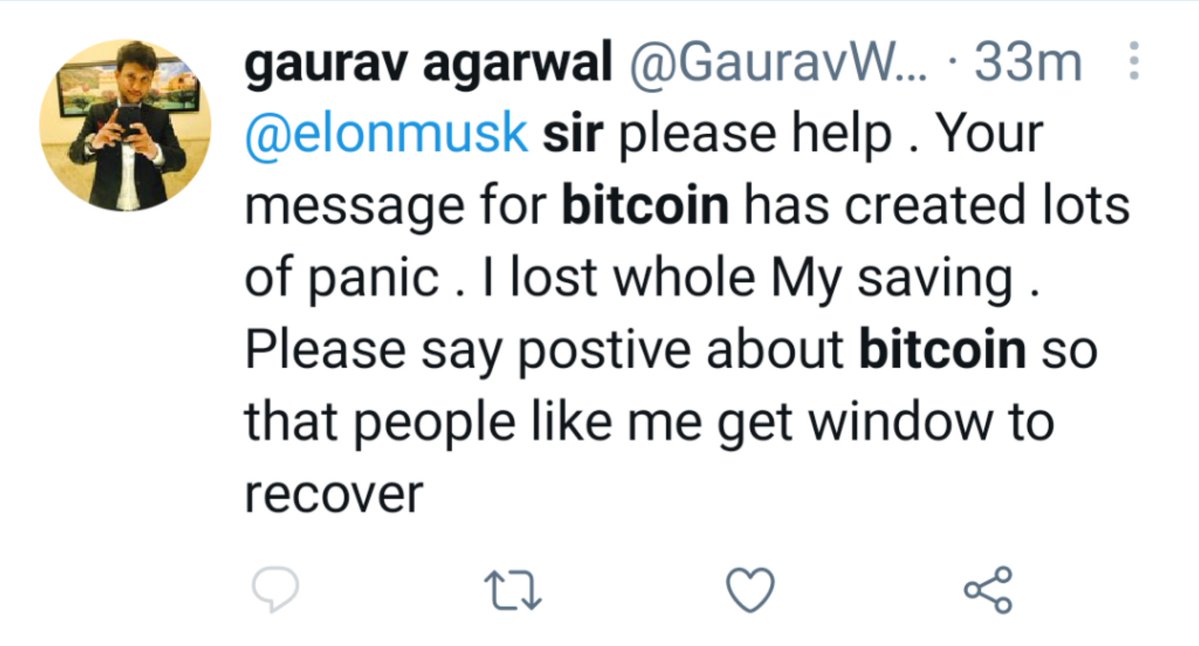 gaurav agarwal @GauravW... · 33m
@elonmusk sir please help . Your
message for bitcoin has created lots
of panic . I lost whole My saving .
Please say postive about bitcoin so
that people like me get window to
recover